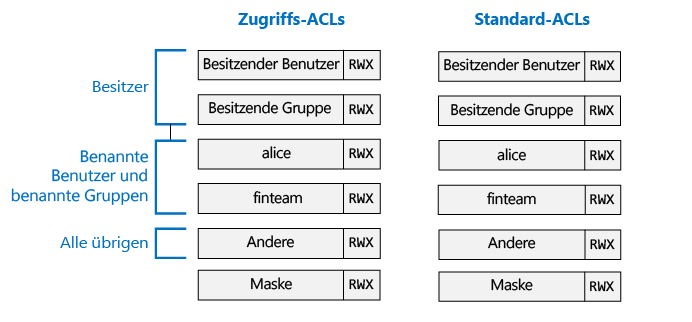 Zugriffs-ACLs Standard-ACLs
Besitzer
Besitzender Benutzer RWX Besitzender Benutzer RWX
Besitzende Gruppe RWX Besitzende Gruppe RWX
Benannte
Benutzer und
benannte Gruppen
alice RWX alice RWX
finteam RWX finteam RWX
Alle übrigen
Andere RWX Andere RWX
Maske RWX Maske RWX